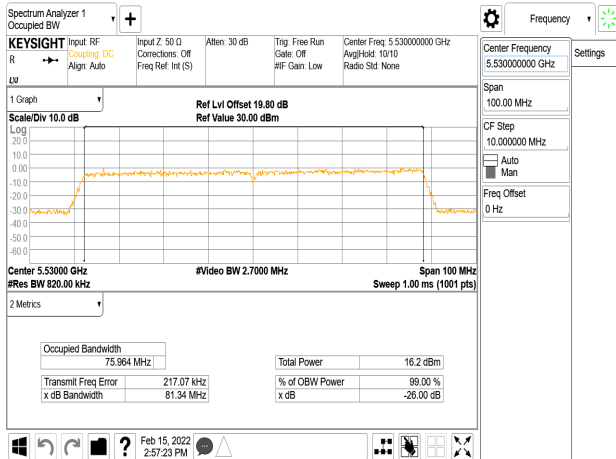 Spectrum Analyzer 1
Occupied BW
Frequency
KEYSIGHT
R
Input: RF
Coupling: DC
Align: Auto
Input Z: 50 Ω
Corrections: Off
Freq Ref: Int (S)
Atten: 30 dB
Trig: Free Run
Gate: Off
#IF Gain: Low
Center Freq: 5.530000000 GHz
Avg|Hold: 10/10
Radio Std: None
LXI
Center Frequency
5.530000000 GHz
Settings
Span
100.00 MHz
CF Step
10.000000 MHz
Auto
Man
Freq Offset
0 Hz
1 Graph
Scale/Div 10.0 dB
Ref Lvl Offset 19.80 dB
Ref Value 30.00 dBm
Log
20.0
10.0
0.00
-10.0
-20.0
-30.0
-40.0
-50.0
-60.0
Center 5.53000 GHz
#Video BW 2.7000 MHz
Span 100 MHz
#Res BW 820.00 kHz
Sweep 1.00 ms (1001 pts)
2 Metrics
Occupied Bandwidth
75.964 MHz
Total Power 16.2 dBm
Transmit Freq Error 217.07 kHz
% of OBW Power 99.00 %
x dB Bandwidth 81.34 MHz
x dB -26.00 dB
?
Feb 15, 2022
2:57:23 PM